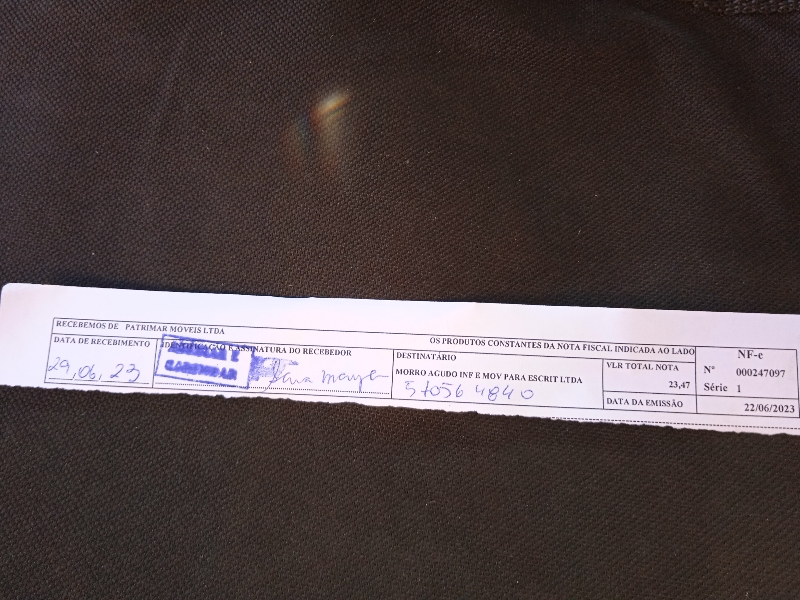 RECEBEMOS DE PATRIMAR MOVEIS LTDA
OS PRODUTOS CONSTANTES DA NOTA FISCAL INDICADA AO LADO
DATA DE RECEBIMENTO
29,06,23
IDENTIFICAÇÃO E ASSINATURA DO RECEBEDOR
CARIMBAR
DESTINATÁRIO
MORRO AGUDO INF E MOV PARA ESCRIT LTDA
VLR TOTAL NOTA
23,47
DATA DA EMISSÃO
22/06/2023
NF-e
Nº 000247097
Série 1